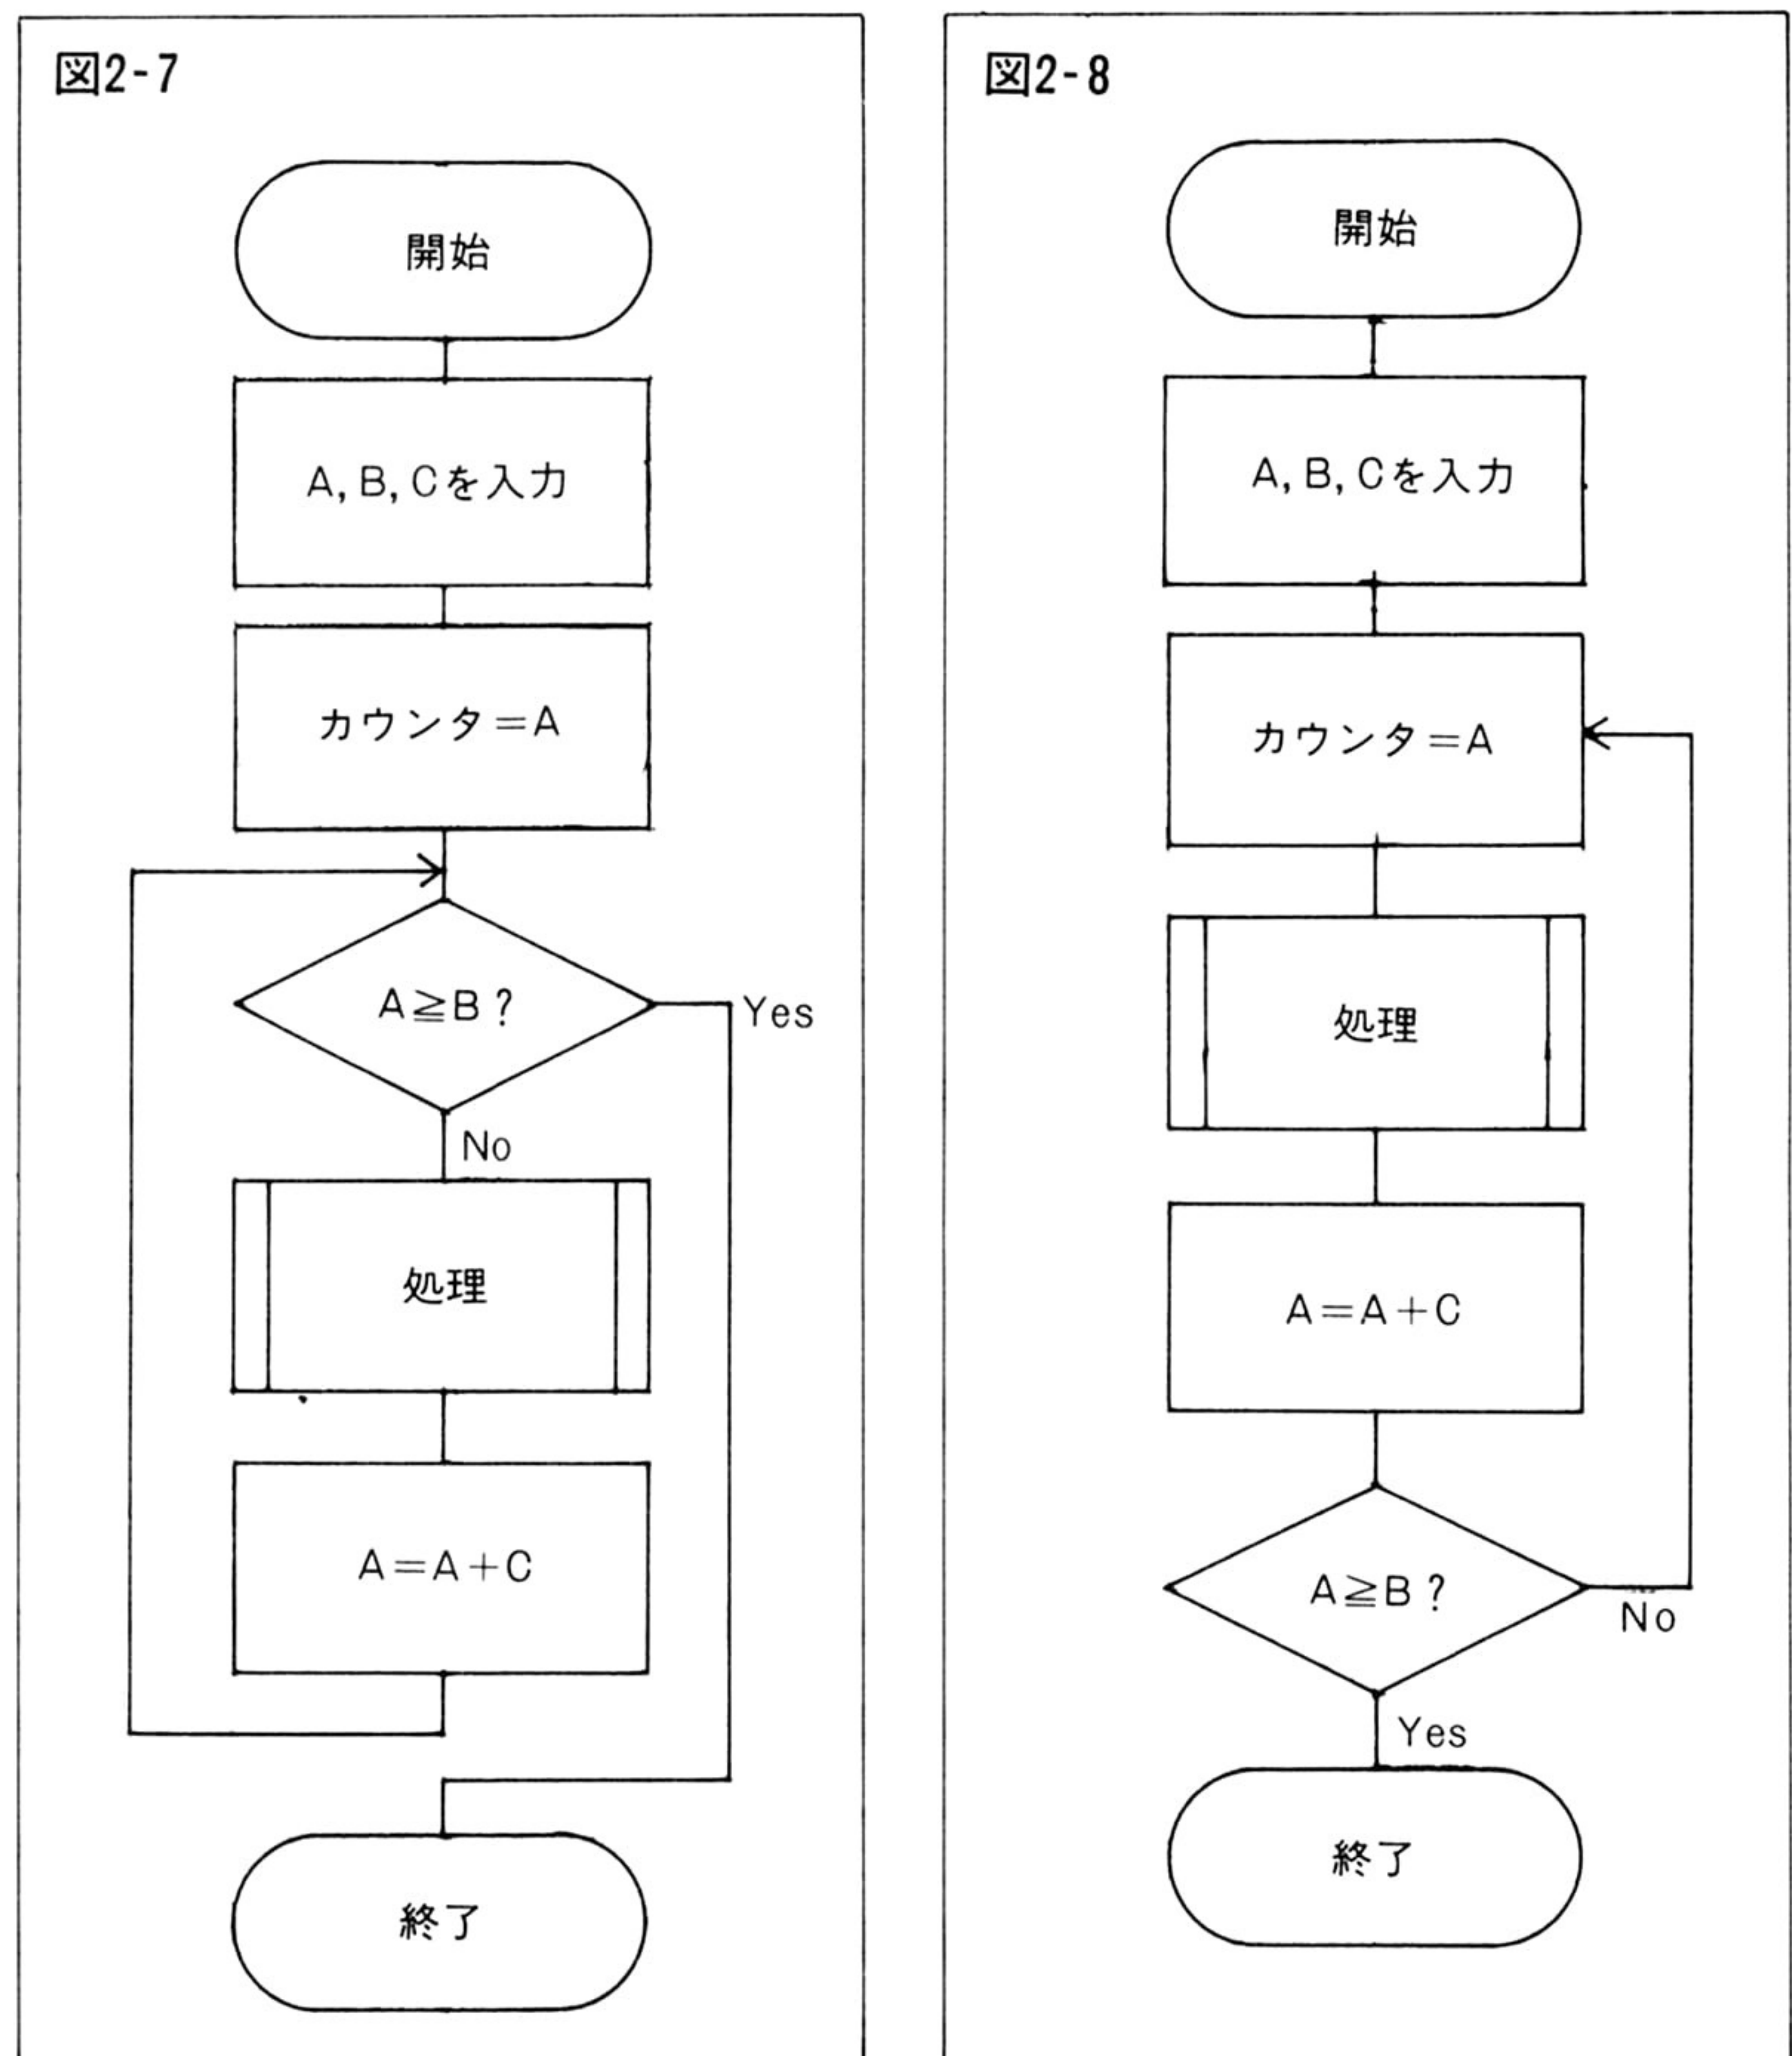 図2-7
開始
A, B, Cを入力
カウンタ=A
A≧B?
Yes
No
処理
A=A+C
終了
図2-8
開始
A, B, Cを入力
カウンタ=A
処理
A=A+C
A≧B?
No
Yes
終了